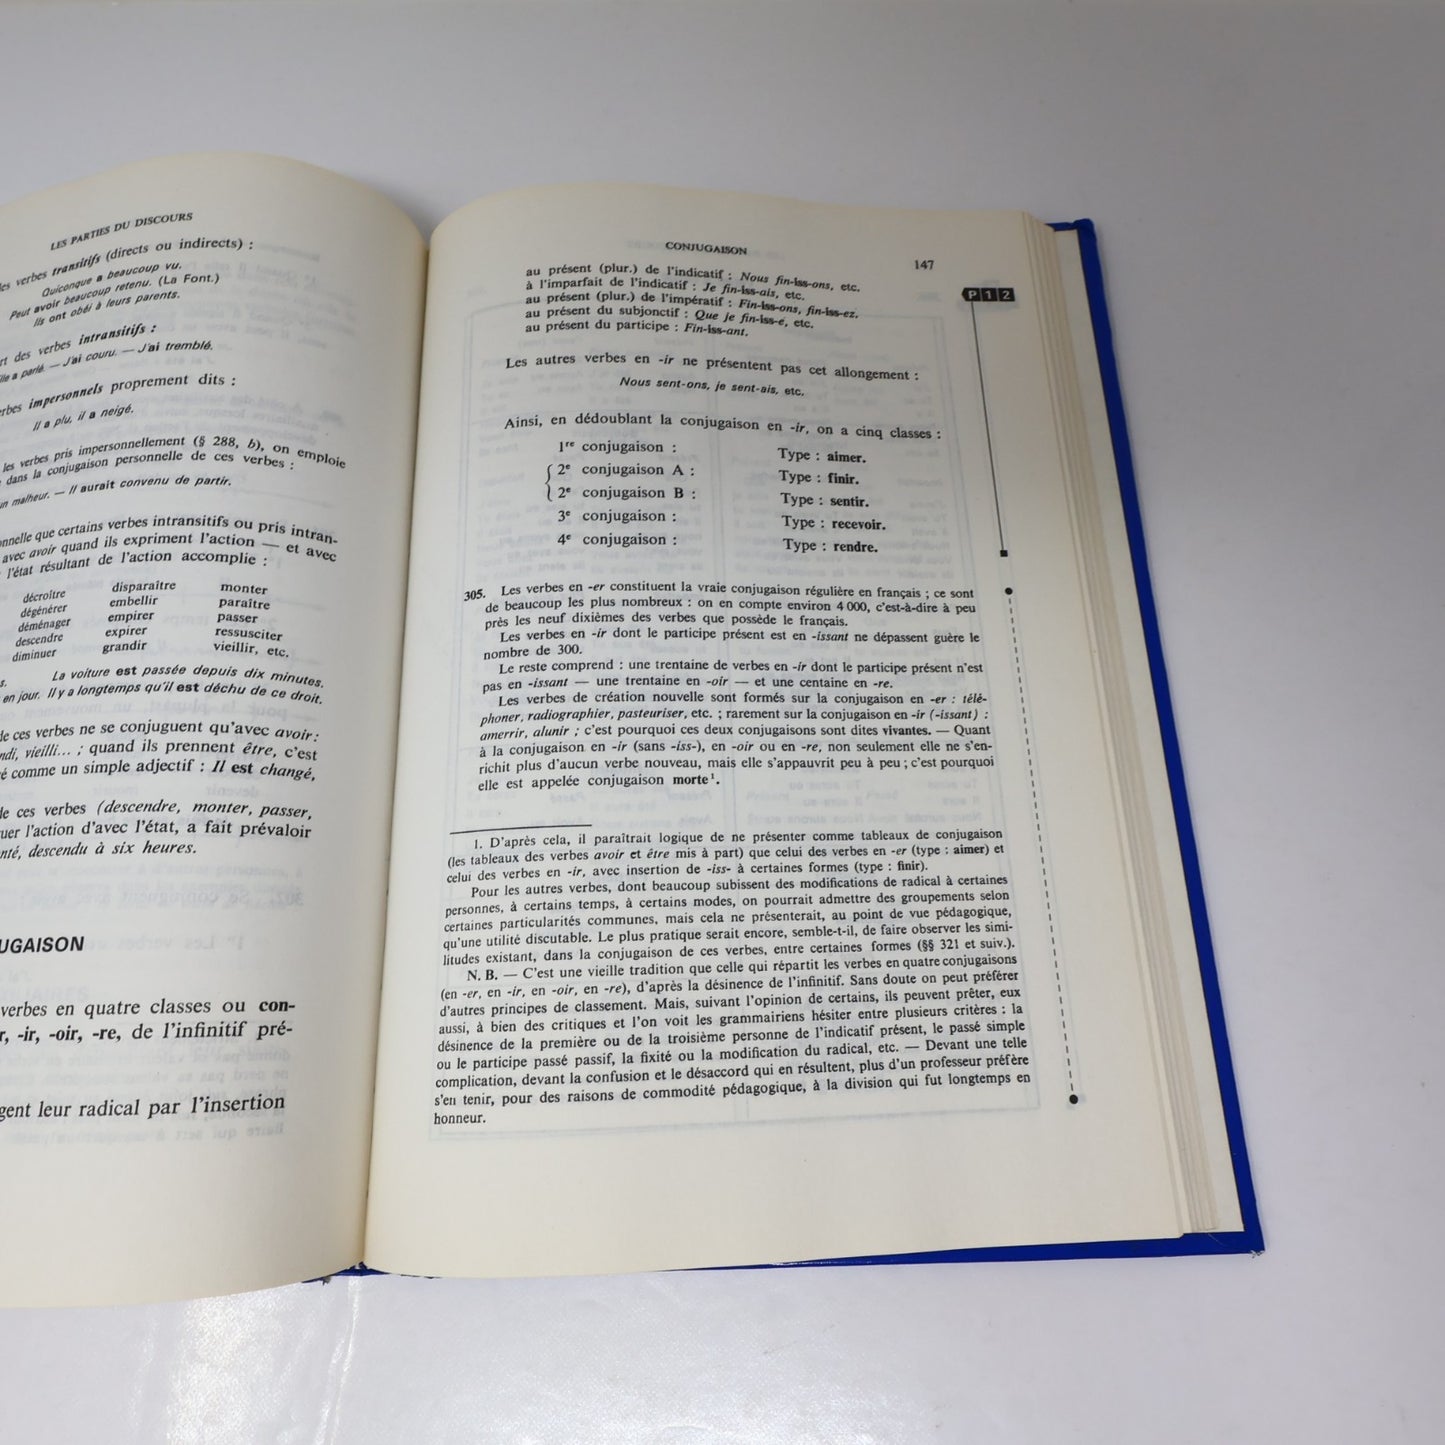 LES PARTIES DU DISCOURS
verbes transitifs (directs ou indirects) :
Quiconque a beaucoup vu.
Peut avoir beaucoup retenu. (La Font.)
Ils ont obéi à leurs parents.
des verbes intransitifs :
a parlé. — J'ai couru. — J'ai tremblé.
impersonnels proprement dits :
Il a plu, il a neigé.
les verbes pris impersonnellement (§ 288, b), on emploie
dans la conjugaison personnelle de ces verbes :
un malheur. — Il aurait convenu de partir.
que certains verbes intransitifs ou pris intran-
avec avoir quand ils expriment l'action — et avec
l'état résultant de l'action accomplie :
décroître disparaître monter
dégénérer embellir paraître
déménager empirer passer
descendre expirer ressusciter
diminuer grandir vieillir, etc.
La voiture est passée depuis dix minutes.
en jour. Il y a longtemps qu'il est déchu de ce droit.
de ces verbes ne se conjuguent qu'avec avoir :
vieilli... ; quand ils prennent être, c'est
comme un simple adjectif : Il est changé,
de ces verbes (descendre, monter, passer,
l'action d'avec l'état, a fait prévaloir
descendu à six heures.
UGAISON
verbes en quatre classes ou con-
-ir, -oir, -re, de l'infinitif pré-
gent leur radical par l'insertion
CONJUGAISON 147
au présent (plur.) de l'indicatif : Nous fin-iss-ons, etc.
à l'imparfait de l'indicatif : Je fin-iss-ais, etc.
au présent (plur.) de l'impératif : Fin-iss-ons, fin-iss-ez.
au présent du subjonctif : Que je fin-iss-e, etc.
au présent du participe : Fin-iss-ant.
P12
Les autres verbes en -ir ne présentent pas cet allongement :
Nous sent-ons, je sent-ais, etc.
Ainsi, en dédoublant la conjugaison en -ir, on a cinq classes :
1re conjugaison : Type : aimer.
2e conjugaison A : Type : finir.
2e conjugaison B : Type : sentir.
3e conjugaison : Type : recevoir.
4e conjugaison : Type : rendre.
305. Les verbes en -er constituent la vraie conjugaison régulière en français ; ce sont
de beaucoup les plus nombreux : on en compte environ 4 000, c'est-à-dire à peu
près les neuf dixièmes des verbes que possède le français.
Les verbes en -ir dont le participe présent est en -issant ne dépassent guère le
nombre de 300.
Le reste comprend : une trentaine de verbes en -ir dont le participe présent n'est
pas en -issant — une trentaine en -oir — et une centaine en -re.
Les verbes de création nouvelle sont formés sur la conjugaison en -er : télé-
phoner, radiographier, pasteuriser, etc. ; rarement sur la conjugaison en -ir (-issant) :
amerrir, alunir ; c'est pourquoi ces deux conjugaisons sont dites vivantes. — Quant
à la conjugaison en -ir (sans -iss-), en -oir ou en -re, non seulement elle ne s'en-
richit plus d'aucun verbe nouveau, mais elle s'appauvrit peu à peu ; c'est pourquoi
elle est appelée conjugaison morte1.
1. D'après cela, il paraîtrait logique de ne présenter comme tableaux de conjugaison
(les tableaux des verbes avoir et être mis à part) que celui des verbes en -er (type : aimer) et
celui des verbes en -ir, avec insertion de -iss- à certaines formes (type : finir).
Pour les autres verbes, dont beaucoup subissent des modifications de radical à certaines
personnes, à certains temps, à certains modes, on pourrait admettre des groupements selon
certaines particularités communes, mais cela ne présenterait, au point de vue pédagogique,
qu'une utilité discutable. Le plus pratique serait encore, semble-t-il, de faire observer les simi-
litudes existant, dans la conjugaison de ces verbes, entre certaines formes (§§ 321 et suiv.).
N. B. — C'est une vieille tradition que celle qui répartit les verbes en quatre conjugaisons
(en -er, en -ir, en -oir, en -re), d'après la désinence de l'infinitif. Sans doute on peut préférer
d'autres principes de classement. Mais, suivant l'opinion de certains, ils peuvent prêter, eux
aussi, à bien des critiques et l'on voit les grammairiens hésiter entre plusieurs critères : la
désinence de la première ou de la troisième personne de l'indicatif présent, le passé simple
ou le participe passé passif, la fixité ou la modification du radical, etc. — Devant une telle
complication, devant la confusion et le désaccord qui en résultent, plus d'un professeur préfère
s'en tenir, pour des raisons de commodité pédagogique, à la division qui fut longtemps en
honneur.